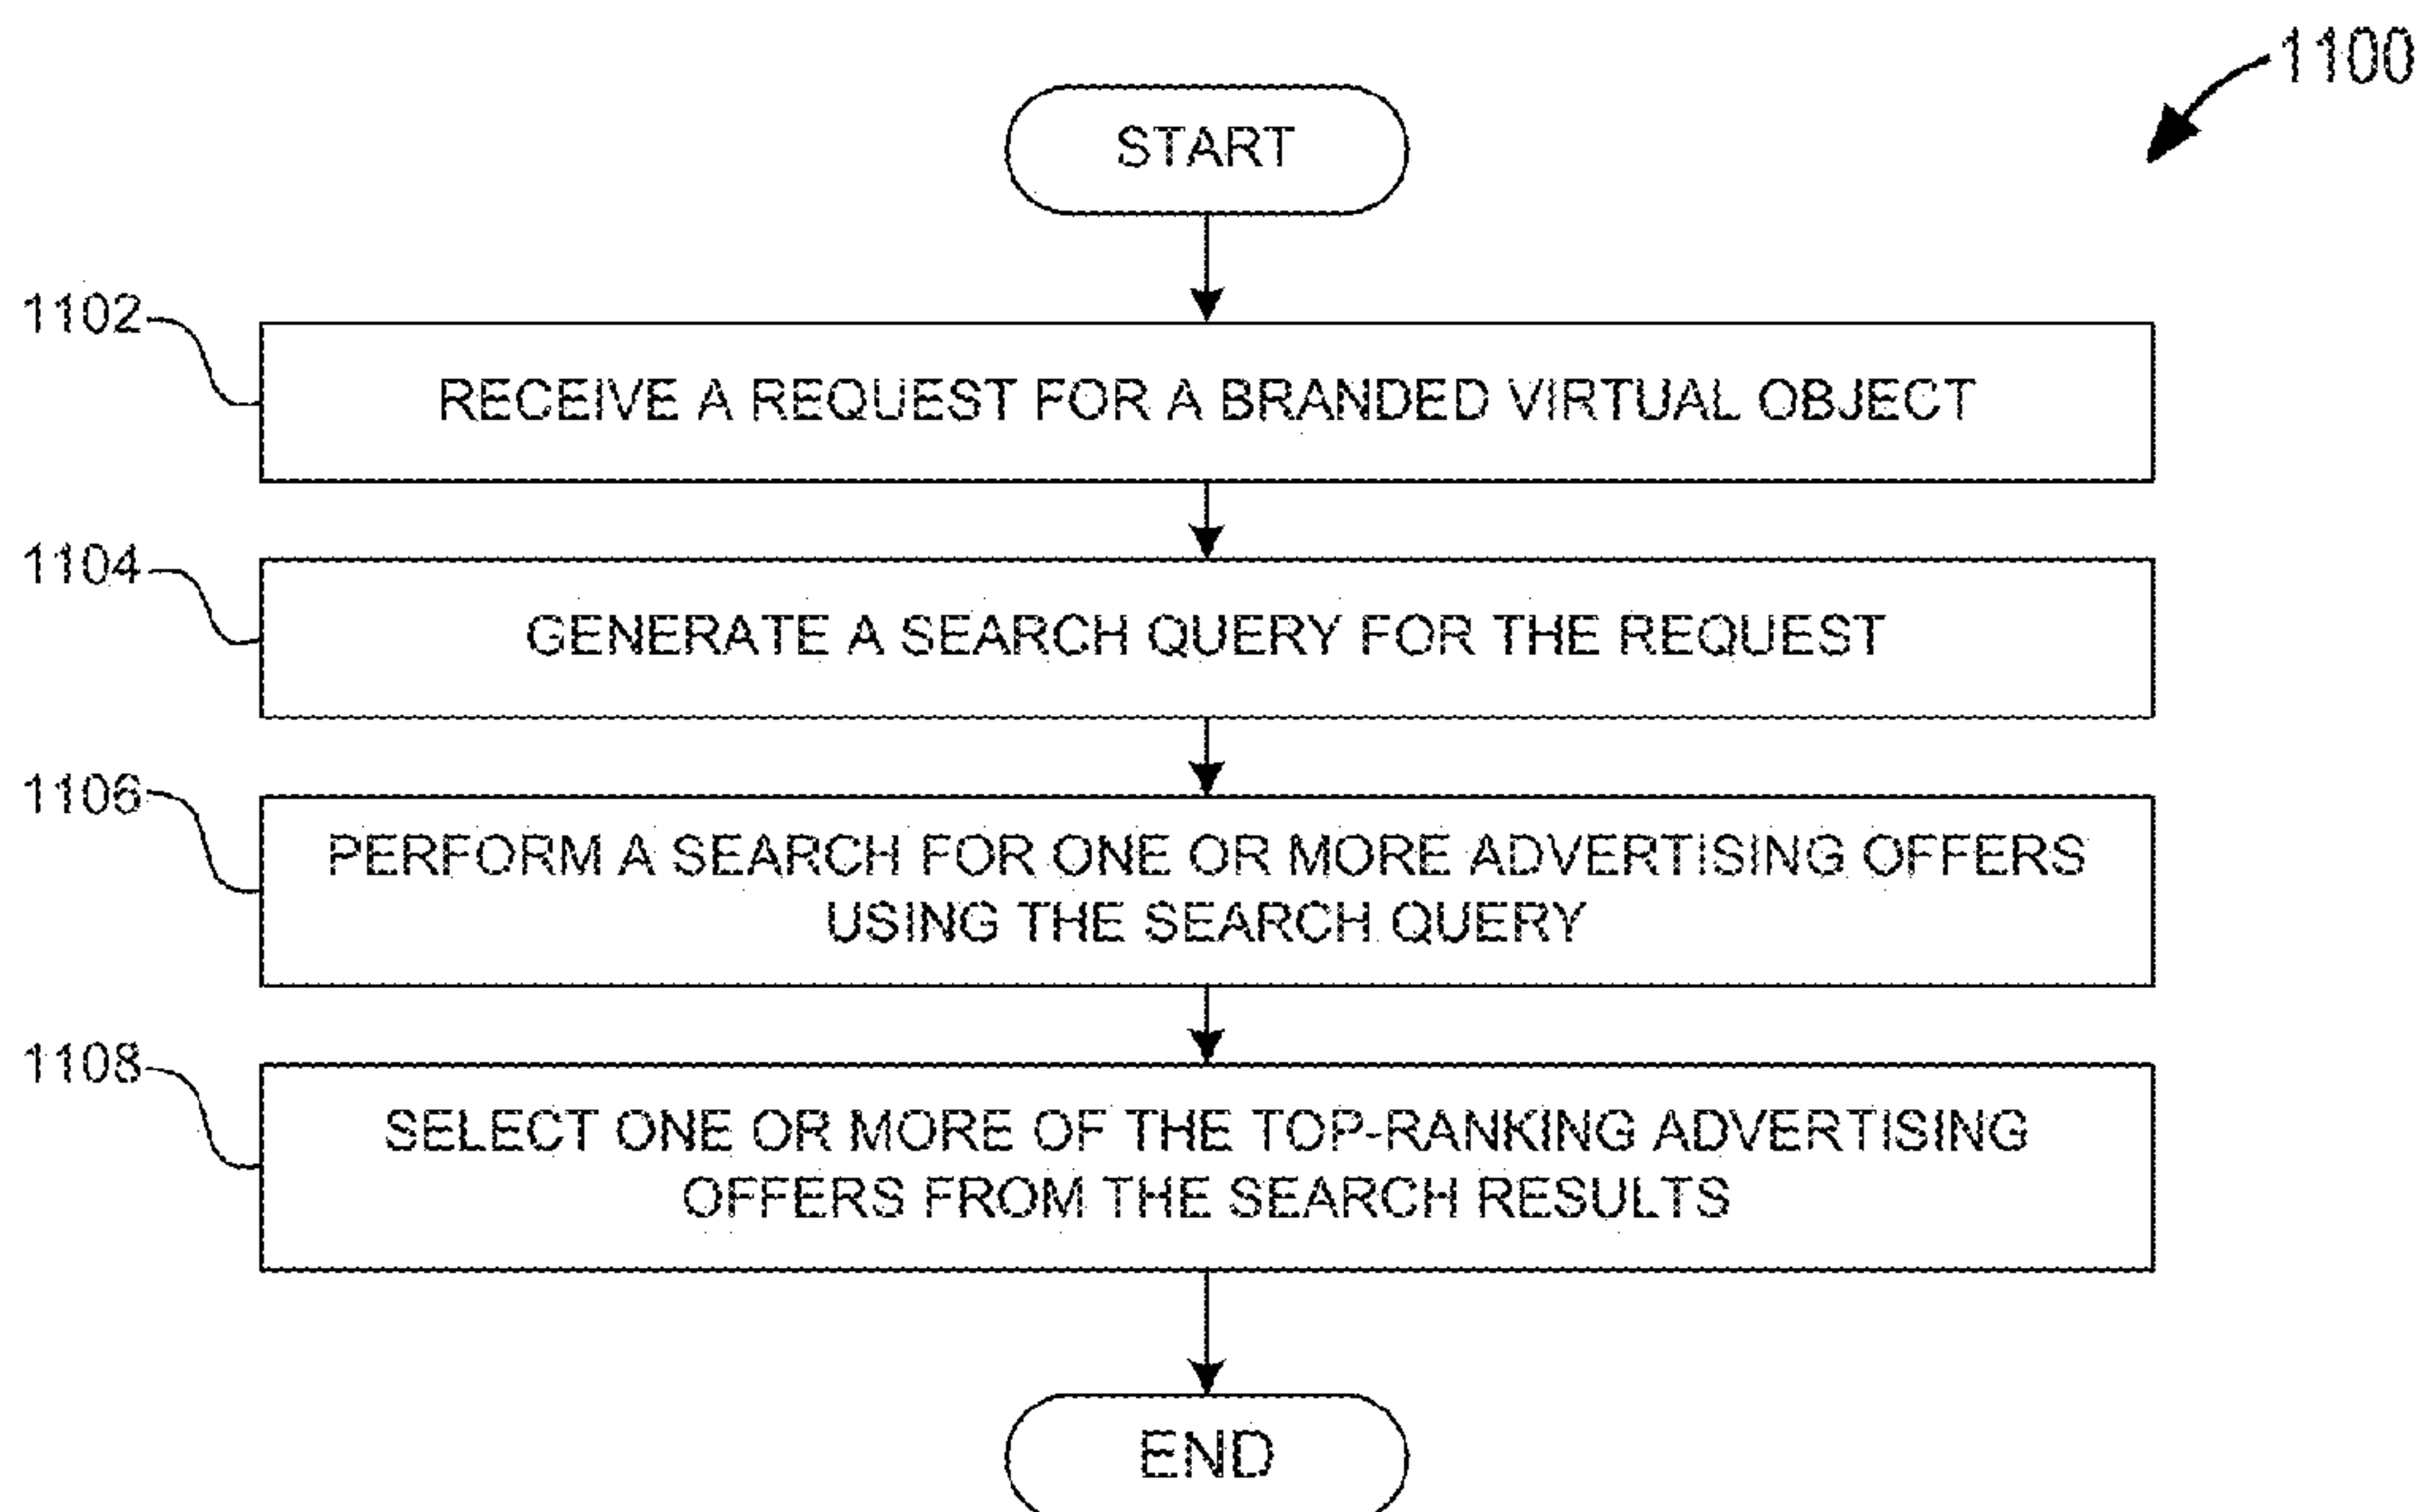 1100
START
1102
RECEIVE A REQUEST FOR A BRANDED VIRTUAL OBJECT
1104
GENERATE A SEARCH QUERY FOR THE REQUEST
1106
PERFORM A SEARCH FOR ONE OR MORE ADVERTISING OFFERS
USING THE SEARCH QUERY
1108
SELECT ONE OR MORE OF THE TOP-RANKING ADVERTISING
OFFERS FROM THE SEARCH RESULTS
END